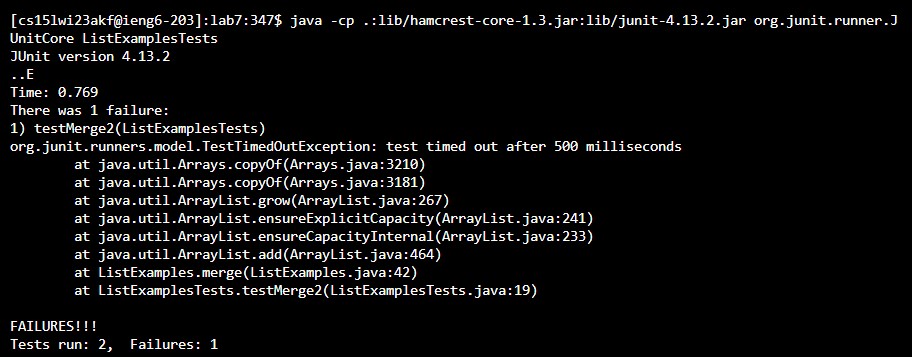 [cs15lwi23akf@ieng6-203]:lab7:347$ java -cp .:lib/hamcrest-core-1.3.jar:lib/junit-4.13.2.jar org.junit.runner.J
UnitCore ListExamplesTests
JUnit version 4.13.2
..E
Time: 0.769
There was 1 failure:
1) testMerge2(ListExamplesTests)
org.junit.runners.model.TestTimedOutException: test timed out after 500 milliseconds
        at java.util.Arrays.copyOf(Arrays.java:3210)
        at java.util.Arrays.copyOf(Arrays.java:3181)
        at java.util.ArrayList.grow(ArrayList.java:267)
        at java.util.ArrayList.ensureExplicitCapacity(ArrayList.java:241)
        at java.util.ArrayList.ensureCapacityInternal(ArrayList.java:233)
        at java.util.ArrayList.add(ArrayList.java:464)
        at ListExamples.merge(ListExamples.java:42)
        at ListExamplesTests.testMerge2(ListExamplesTests.java:19)

FAILURES!!!
Tests run: 2,  Failures: 1